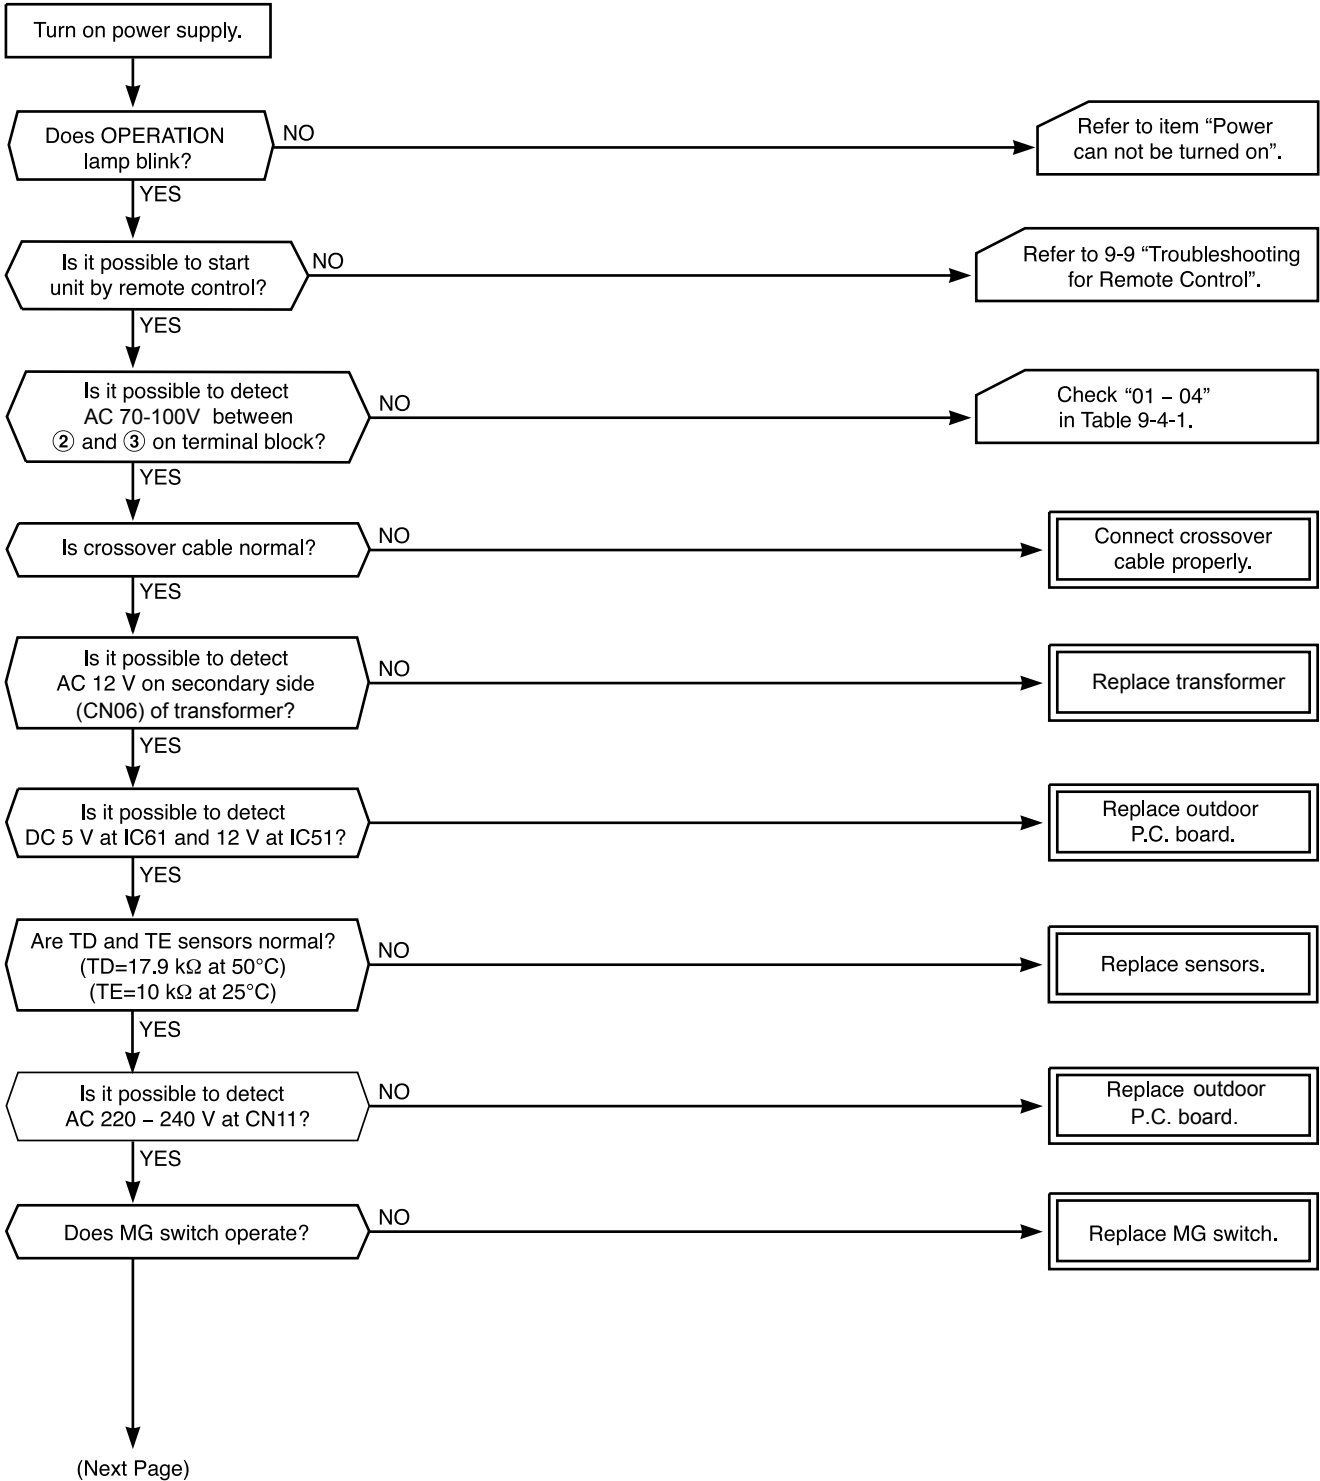 Turn on power supply.
Does OPERATION
lamp blink?
NO
Refer to item “Power
can not be turned on”.
YES
Is it possible to start
unit by remote control?
NO
Refer to 9-9 “Troubleshooting
for Remote Control”.
YES
Is it possible to detect
AC 70-100V between
② and ③ on terminal block?
NO
Check “01 – 04”
in Table 9-4-1.
YES
Is crossover cable normal?
NO
Connect crossover
cable properly.
YES
Is it possible to detect
AC 12 V on secondary side
(CN06) of transformer?
NO
Replace transformer
YES
Is it possible to detect
DC 5 V at IC61 and 12 V at IC51?
Replace outdoor
P.C. board.
YES
Are TD and TE sensors normal?
(TD=17.9 kΩ at 50°C)
(TE=10 kΩ at 25°C)
NO
Replace sensors.
YES
Is it possible to detect
AC 220 – 240 V at CN11?
NO
Replace outdoor
P.C. board.
YES
Does MG switch operate?
NO
Replace MG switch.
(Next Page)